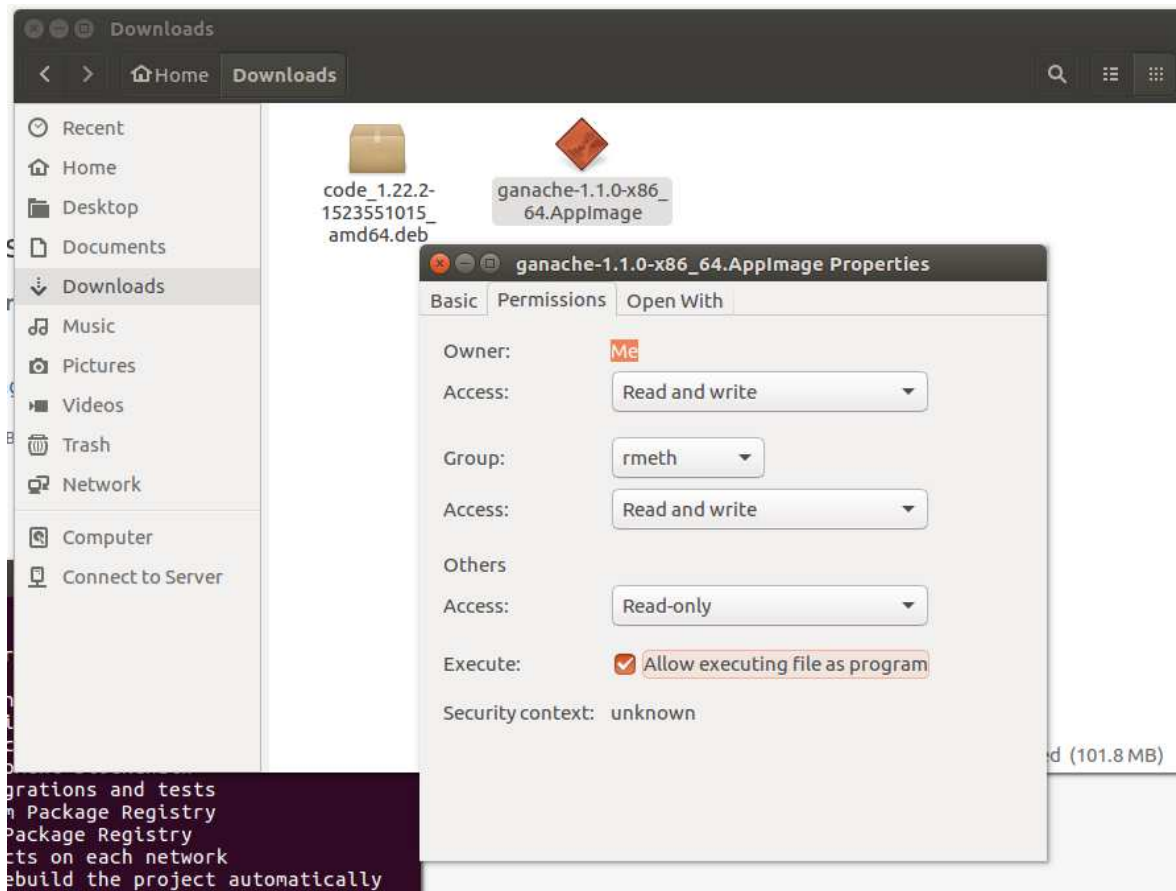 Downloads
Home Downloads
Recent
Home
Desktop
Documents
Downloads
Music
Pictures
Videos
Trash
Network
Computer
Connect to Server
code_1.22.2-
1523551015_
amd64.deb
ganache-1.1.0-x86_
64.AppImage
ganache-1.1.0-x86_64.AppImage Properties
Basic Permissions Open With
Owner: Me
Access: Read and write
Group: rmeth
Access: Read and write
Others
Access: Read-only
Execute: Allow executing file as program
Security context: unknown
(101.8 MB)
grations and tests
Package Registry
Package Registry
cts on each network
ebuild the project automatically